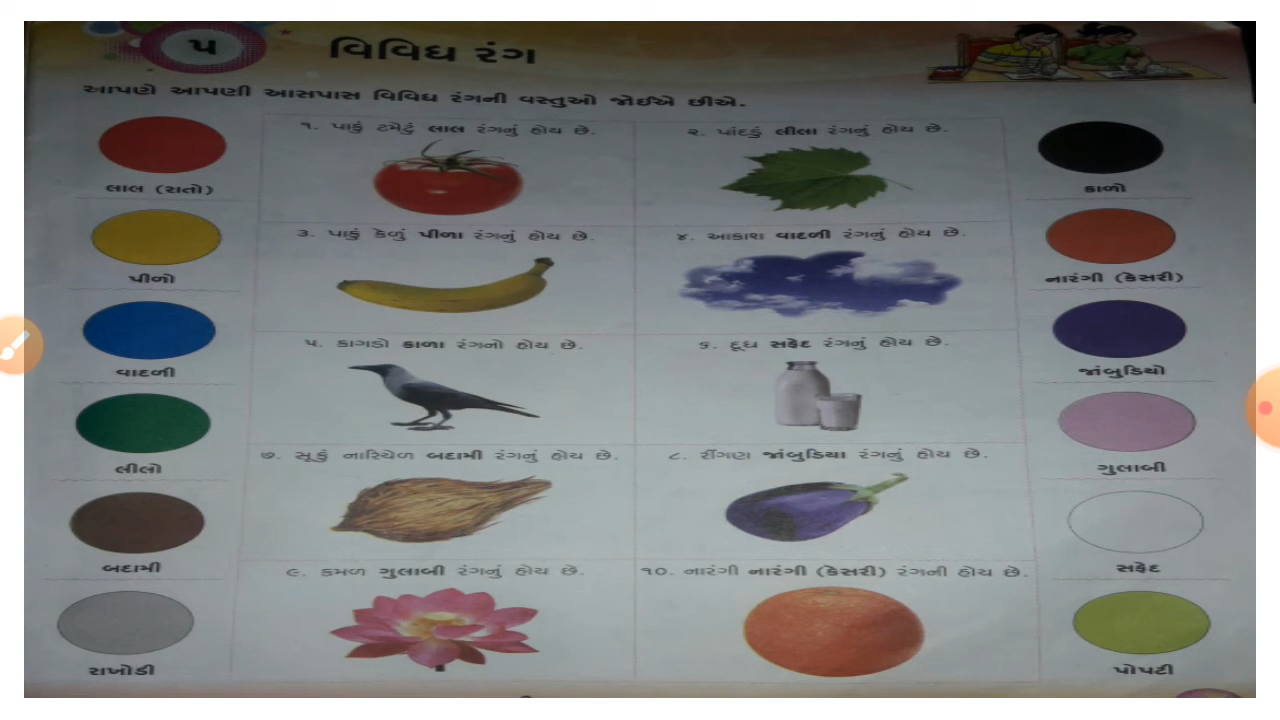 ૫
વિવિધ રંગ
આપણે આપણી આસપાસ વિવિધ રંગની વસ્તુઓ જોઈએ છીએ.
લાલ (રાતો)
પીળો
વાદળી
લીલો
બદામી
રાખોડી
૧. પાકું ટમેટું લાલ રંગનું હોય છે.
૨. પાંદડું લીલા રંગનું હોય છે.
૩. પાકું કેળું પીળા રંગનું હોય છે.
૪. આકાશ વાદળી રંગનું હોય છે.
૫. કાગડો કાળા રંગનો હોય છે.
૬. દૂધ સફેદ રંગનું હોય છે.
૭. સૂકું નારિયેળ બદામી રંગનું હોય છે.
૮. રીંગણ જાંબુડિયા રંગનું હોય છે.
૯. કમળ ગુલાબી રંગનું હોય છે.
૧૦. નારંગી નારંગી (કેસરી) રંગની હોય છે.
કાળો
નારંગી (કેસરી)
જાંબુડિયો
ગુલાબી
સફેદ
પોપટી